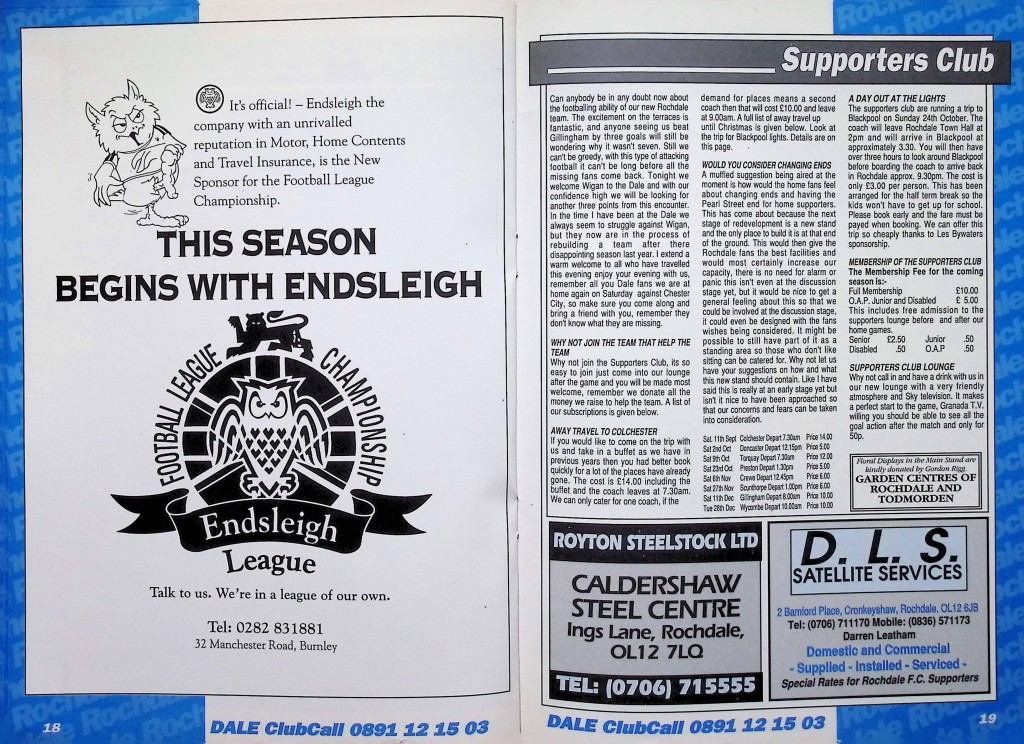 It's official! – Endsleigh the
company with an unrivalled
reputation in Motor, Home Contents
and Travel Insurance, is the New
Sponsor for the Football League
Championship.
THIS SEASON
BEGINS WITH ENDSLEIGH
FOOTBALL LEAGUE
CHAMPIONSHIP
Endsleigh
League
Talk to us. We're in a league of our own.
Tel: 0282 831881
32 Manchester Road, Burnley
18
DALE ClubCall 0891 12 15 03
Supporters Club
Can anybody be in any doubt now about
the footballing ability of our new Rochdale
team. The excitement on the terraces is
fantastic, and anyone seeing us beat
Gillingham by three goals will still be
wondering why it wasn't seven. Still we
can't be greedy, with this type of attacking
football it can't be long before all the
missing fans come back. Tonight we
welcome Wigan to the Dale and with our
confidence high we will be looking for
another three points from this encounter.
In the time I have been at the Dale we
always seem to struggle against Wigan,
but they now are in the process of
rebuilding a team after there
disappointing season last year. I extend a
warm welcome to all who have travelled
this evening enjoy your evening with us,
remember all you Dale fans we are at
home again on Saturday against Chester
City, so make sure you come along and
bring a friend with you, remember they
don't know what they are missing.
WHY NOT JOIN THE TEAM THAT HELP THE
TEAM
Why not join the Supporters Club, its so
easy to join just come into our lounge
after the game and you will be made most
welcome, remember we donate all the
money we raise to help the team. A list of
our subscriptions is given below.
AWAY TRAVEL TO COLCHESTER
If you would like to come on the trip with
us and take in a buffet as we have in
previous years then you had better book
quickly for a lot of the places have already
gone. The cost is £14.00 including the
buffet and the coach leaves at 7.30am.
We can only cater for one coach, if the
demand for places means a second
coach then that will cost £10.00 and leave
at 9.00am. A full list of away travel up
until Christmas is given below. Look at
the trip for Blackpool lights. Details are on
this page.
WOULD YOU CONSIDER CHANGING ENDS
A muffled suggestion being aired at the
moment is how would the home fans feel
about changing ends and having the
Pearl Street end for home supporters.
This has come about because the next
stage of redevelopment is a new stand
and the only place to build it is at that end
of the ground. This would then give the
Rochdale fans the best facilities and
would most certainly increase our
capacity, there is no need for alarm or
panic this isn't even at the discussion
stage yet, but it would be nice to get a
general feeling about this so that we
could be involved at the discussion stage,
it could even be designed with the fans
wishes being considered. It might be
possible to still have part of it as a
standing area so those who don't like
sitting can be catered for. Why not let us
have your suggestions on how and what
this new stand should contain. Like I have
said this is really at an early stage yet but
isn't it nice to have been approached so
that our concerns and fears can be taken
into consideration.
Sat. 11th Sept Colchester Depart 7.30am Price 14.00
Sat 2nd Oct Doncaster Depart 12.15pm Price 5.00
Sat 9th Oct Torquay Depart 7.30am Price 12.00
Sat 23rd Oct Preston Depart 1.30pm Price 5.00
Sat 6th Nov Crewe Depart 12.45pm Price 6.00
Sat 27th Nov Scunthorpe Depart 1.00pm Price 6.00
Sat 11th Dec Gillingham Depart 8.00am Price 10.00
Tue 28th Dec Wycombe Depart 10.00am Price 10.00
A DAY OUT AT THE LIGHTS
The supporters club are running a trip to
Blackpool on Sunday 24th October. The
coach will leave Rochdale Town Hall at
2pm and will arrive in Blackpool at
approximately 3.30. You will then have
over three hours to look around Blackpool
before boarding the coach to arrive back
in Rochdale approx. 9.30pm. The cost is
only £3.00 per person. This has been
arranged for the half term break so the
kids won't have to get up for school.
Please book early and the fare must be
payed when booking. We can offer this
trip so cheaply thanks to Les Bywaters
sponsorship.
MEMBERSHIP OF THE SUPPORTERS CLUB
The Membership Fee for the coming
season is:-
Full Membership £10.00
O.A.P. Junior and Disabled £ 5.00
This includes free admission to the
supporters lounge before and after our
home games.
Senior £2.50 Junior .50
Disabled .50 O.A.P .50
SUPPORTERS CLUB LOUNGE
Why not call in and have a drink with us in
our new lounge with a very friendly
atmosphere and Sky television. It makes
a perfect start to the game, Granada T.V.
willing you should be able to see all the
goal action after the match and only for
50p.
Floral Displays in the Main Stand are
kindly donated by Gordon Rigg.
GARDEN CENTRES OF
ROCHDALE AND
TODMORDEN
ROYTON STEELSTOCK LTD
CALDERSHAW
STEEL CENTRE
Ings Lane, Rochdale,
OL12 7LQ
TEL: (0706) 715555
D. L. S.
SATELLITE SERVICES
2 Bamford Place, Cronkeyshaw, Rochdale. OL12 6JB
Tel: (0706) 711170 Mobile: (0836) 571173
Darren Leatham
Domestic and Commercial
- Supplied - Installed - Serviced -
Special Rates for Rochdale F.C. Supporters
DALE ClubCall 0891 12 15 03
19